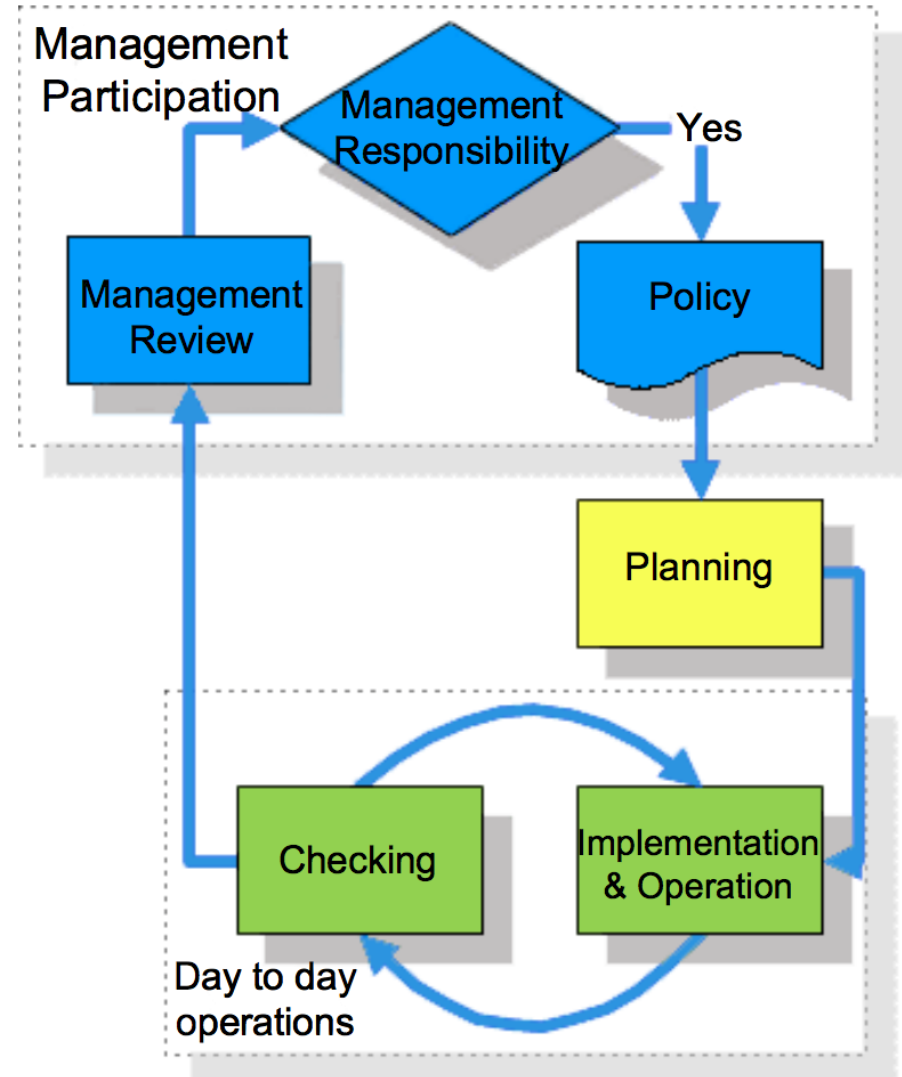 Management
Participation
Management
Responsibility
Yes
Management
Review
Policy
Planning
Checking
Implementation
& Operation
Day to day
operations